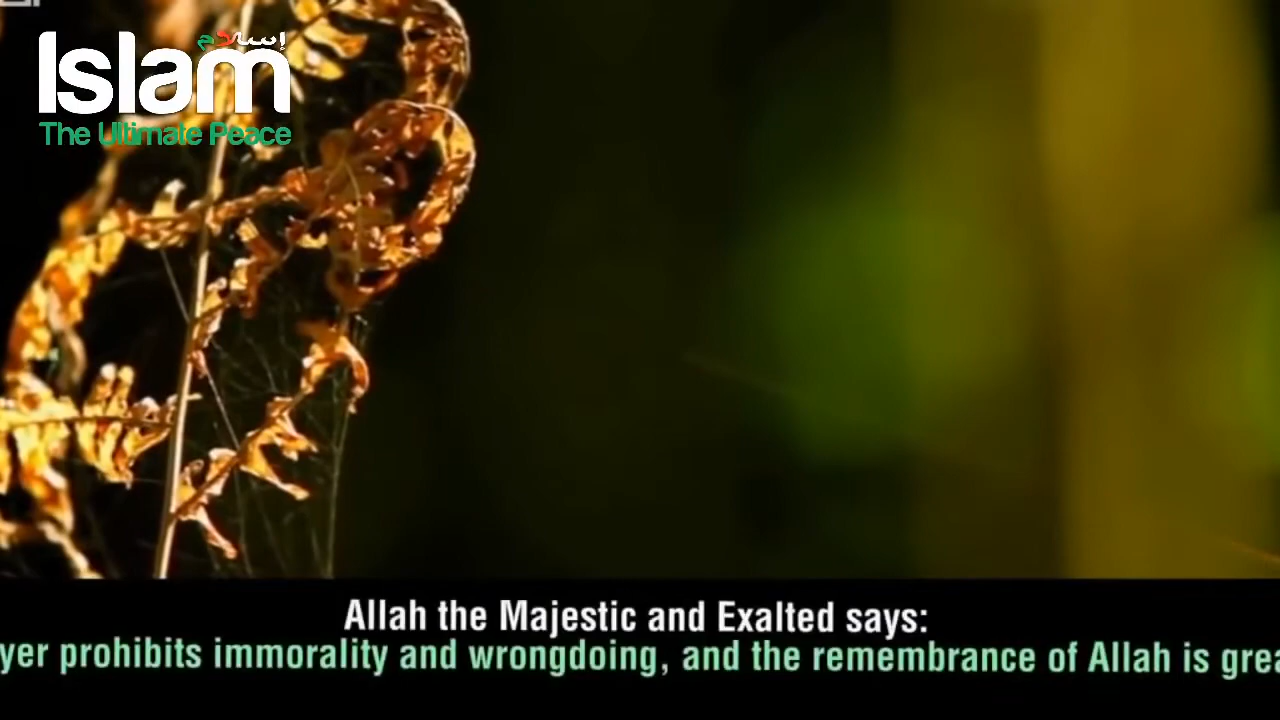 إسلام
Islam
The Ultimate Peace
Allah the Majestic and Exalted says:
yer prohibits immorality and wrongdoing, and the remembrance of Allah is grea